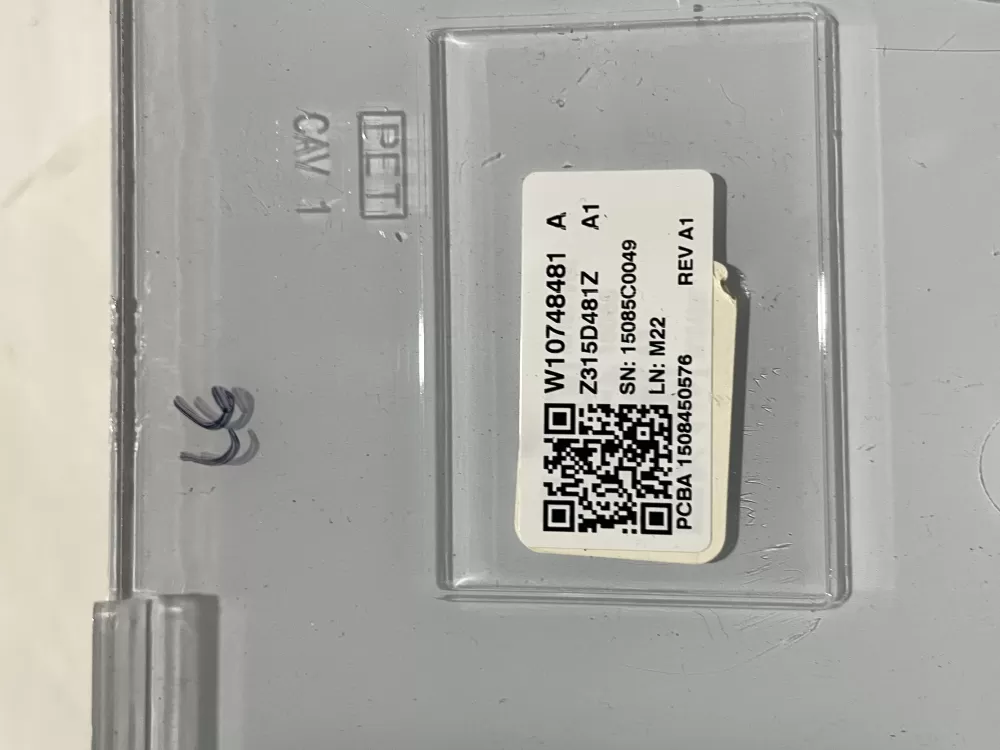 W10748481 A
Z315D481Z A1
SN: 15085C0049
LN: M22
PCBA 1508450576 REV A1
PET
CAV 1